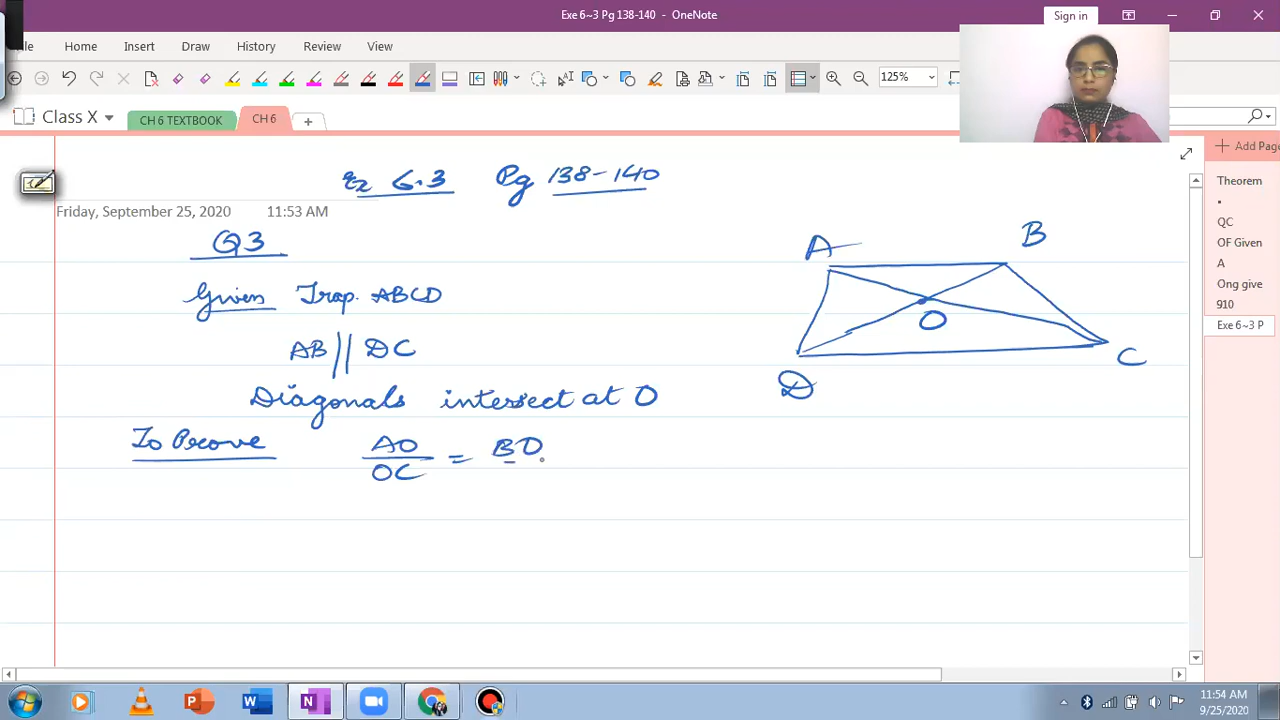 Exe 6~3 Pg 138-140 - OneNote
Sign in
Home Insert Draw History Review View
125%
Class X
CH 6 TEXTBOOK
CH 6
Add Page
Ex 6.3 Pg 138-140
Friday, September 25, 2020 11:53 AM
Q3
Given Trap. ABCD
AB || DC
Diagonals intersect at O
To Prove AO/OC = BO
A
B
O
C
D
Theorem
QC
OF Given
A
Ong give
910
Exe 6~3 P
11:54 AM
9/25/2020